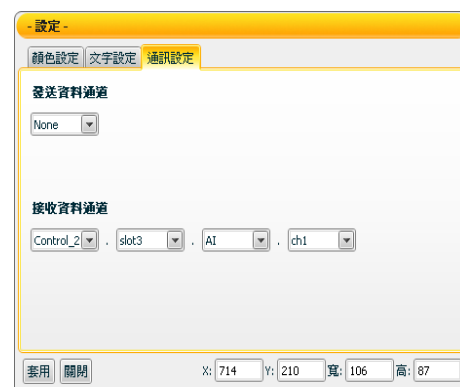 - 設定 -
顏色設定 文字設定 通訊設定
發送資料通道
None
接收資料通道
Control_2 . slot3 . AI . ch1
套用 關閉 X: 714 Y: 210 寬: 106 高: 87